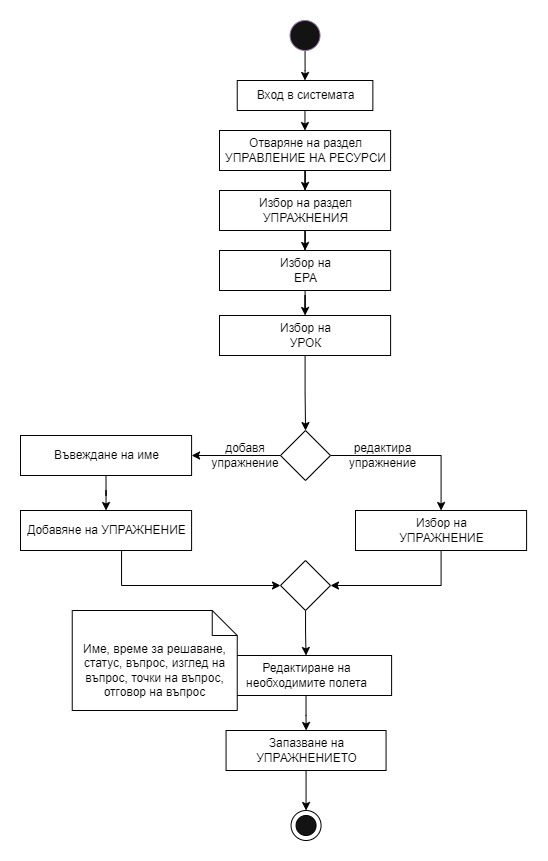 Вход в системата
Отваряне на раздел
УПРАВЛЕНИЕ НА РЕСУРСИ
Избор на раздел
УПРАЖНЕНИЯ
Избор на
ЕРА
Избор на
УРОК
добавя
упражнение
редактира
упражнение
Въвеждане на име
Добавяне на УПРАЖНЕНИЕ
Избор на
УПРАЖНЕНИЕ
Име, време за решаване,
статус, въпрос, изглед на
въпрос, точки на въпрос,
отговор на въпрос
Редактиране на
необходимите полета
Запазване на
УПРАЖНЕНИЕТО